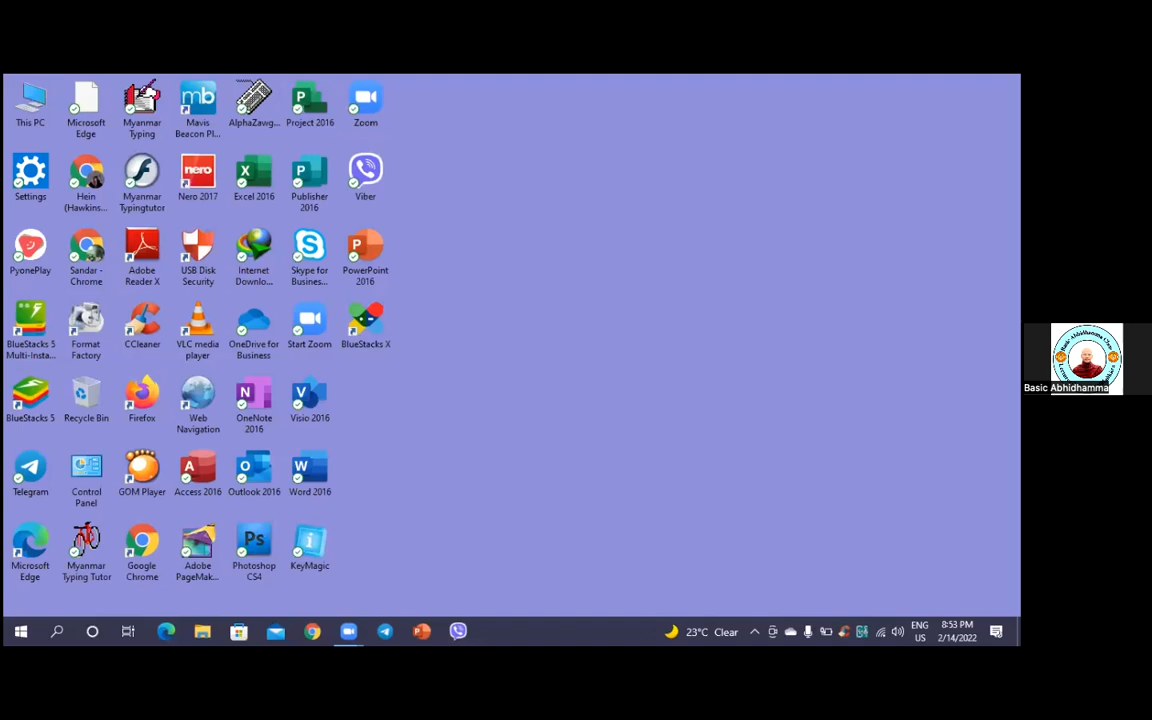 This PC
Microsoft
Edge
Myanmar
Typing
mb
Mavis
Beacon Pl...
AlphaZawg...
P
Project 2016
Zoom
Settings
Hein
(Hawkins...
Myanmar
Typingtutor
nero
Nero 2017
X
Excel 2016
P
Publisher
2016
Viber
PyonePlay
Sandar -
Chrome
Adobe
Reader X
USB Disk
Security
Internet
Downlo...
S
Skype for
Busines...
P
PowerPoint
2016
BlueStacks 5
Multi-Insta...
Format
Factory
CCleaner
VLC media
player
OneDrive for
Business
Start Zoom
BlueStacks X
BlueStacks 5
Recycle Bin
Firefox
Web
Navigation
N
OneNote
2016
V
Visio 2016
Telegram
Control
Panel
GOM Player
A
Access 2016
O
Outlook 2016
W
Word 2016
Microsoft
Edge
Myanmar
Typing Tutor
Google
Chrome
Adobe
PageMak...
Ps
Photoshop
CS4
KeyMagic
23°C Clear
ENG
US
8:53 PM
2/14/2022
Basic Abhidhamma